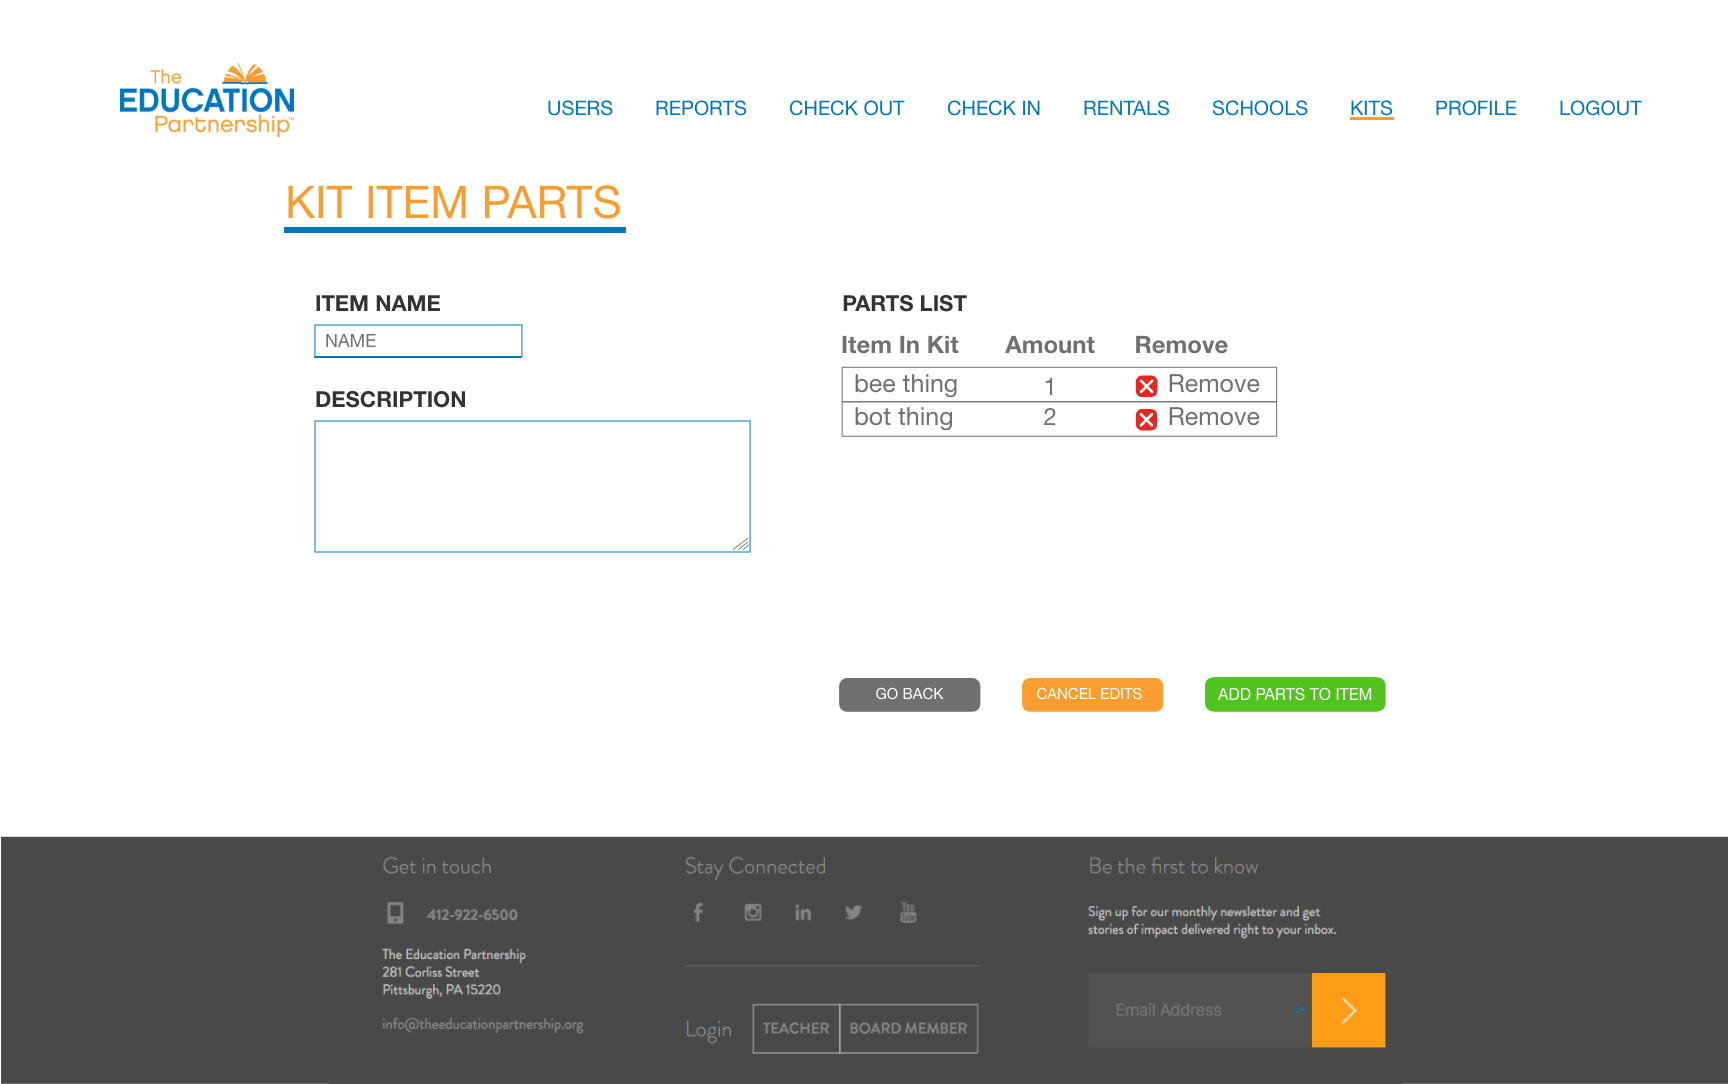 The
EDUCATION
Partnership™
USERS REPORTS CHECK OUT CHECK IN RENTALS SCHOOLS KITS PROFILE LOGOUT
KIT ITEM PARTS
ITEM NAME
NAME
DESCRIPTION
PARTS LIST
Item In Kit Amount Remove
bee thing 1 Remove
bot thing 2 Remove
GO BACK CANCEL EDITS ADD PARTS TO ITEM
Get in touch
412-922-6500
The Education Partnership
281 Corliss Street
Pittsburgh, PA 15220
info@theeducationpartnership.org
Stay Connected
You
Tube
Login TEACHER BOARD MEMBER
Be the first to know
Sign up for our monthly newsletter and get
stories of impact delivered right to your inbox.
Email Address